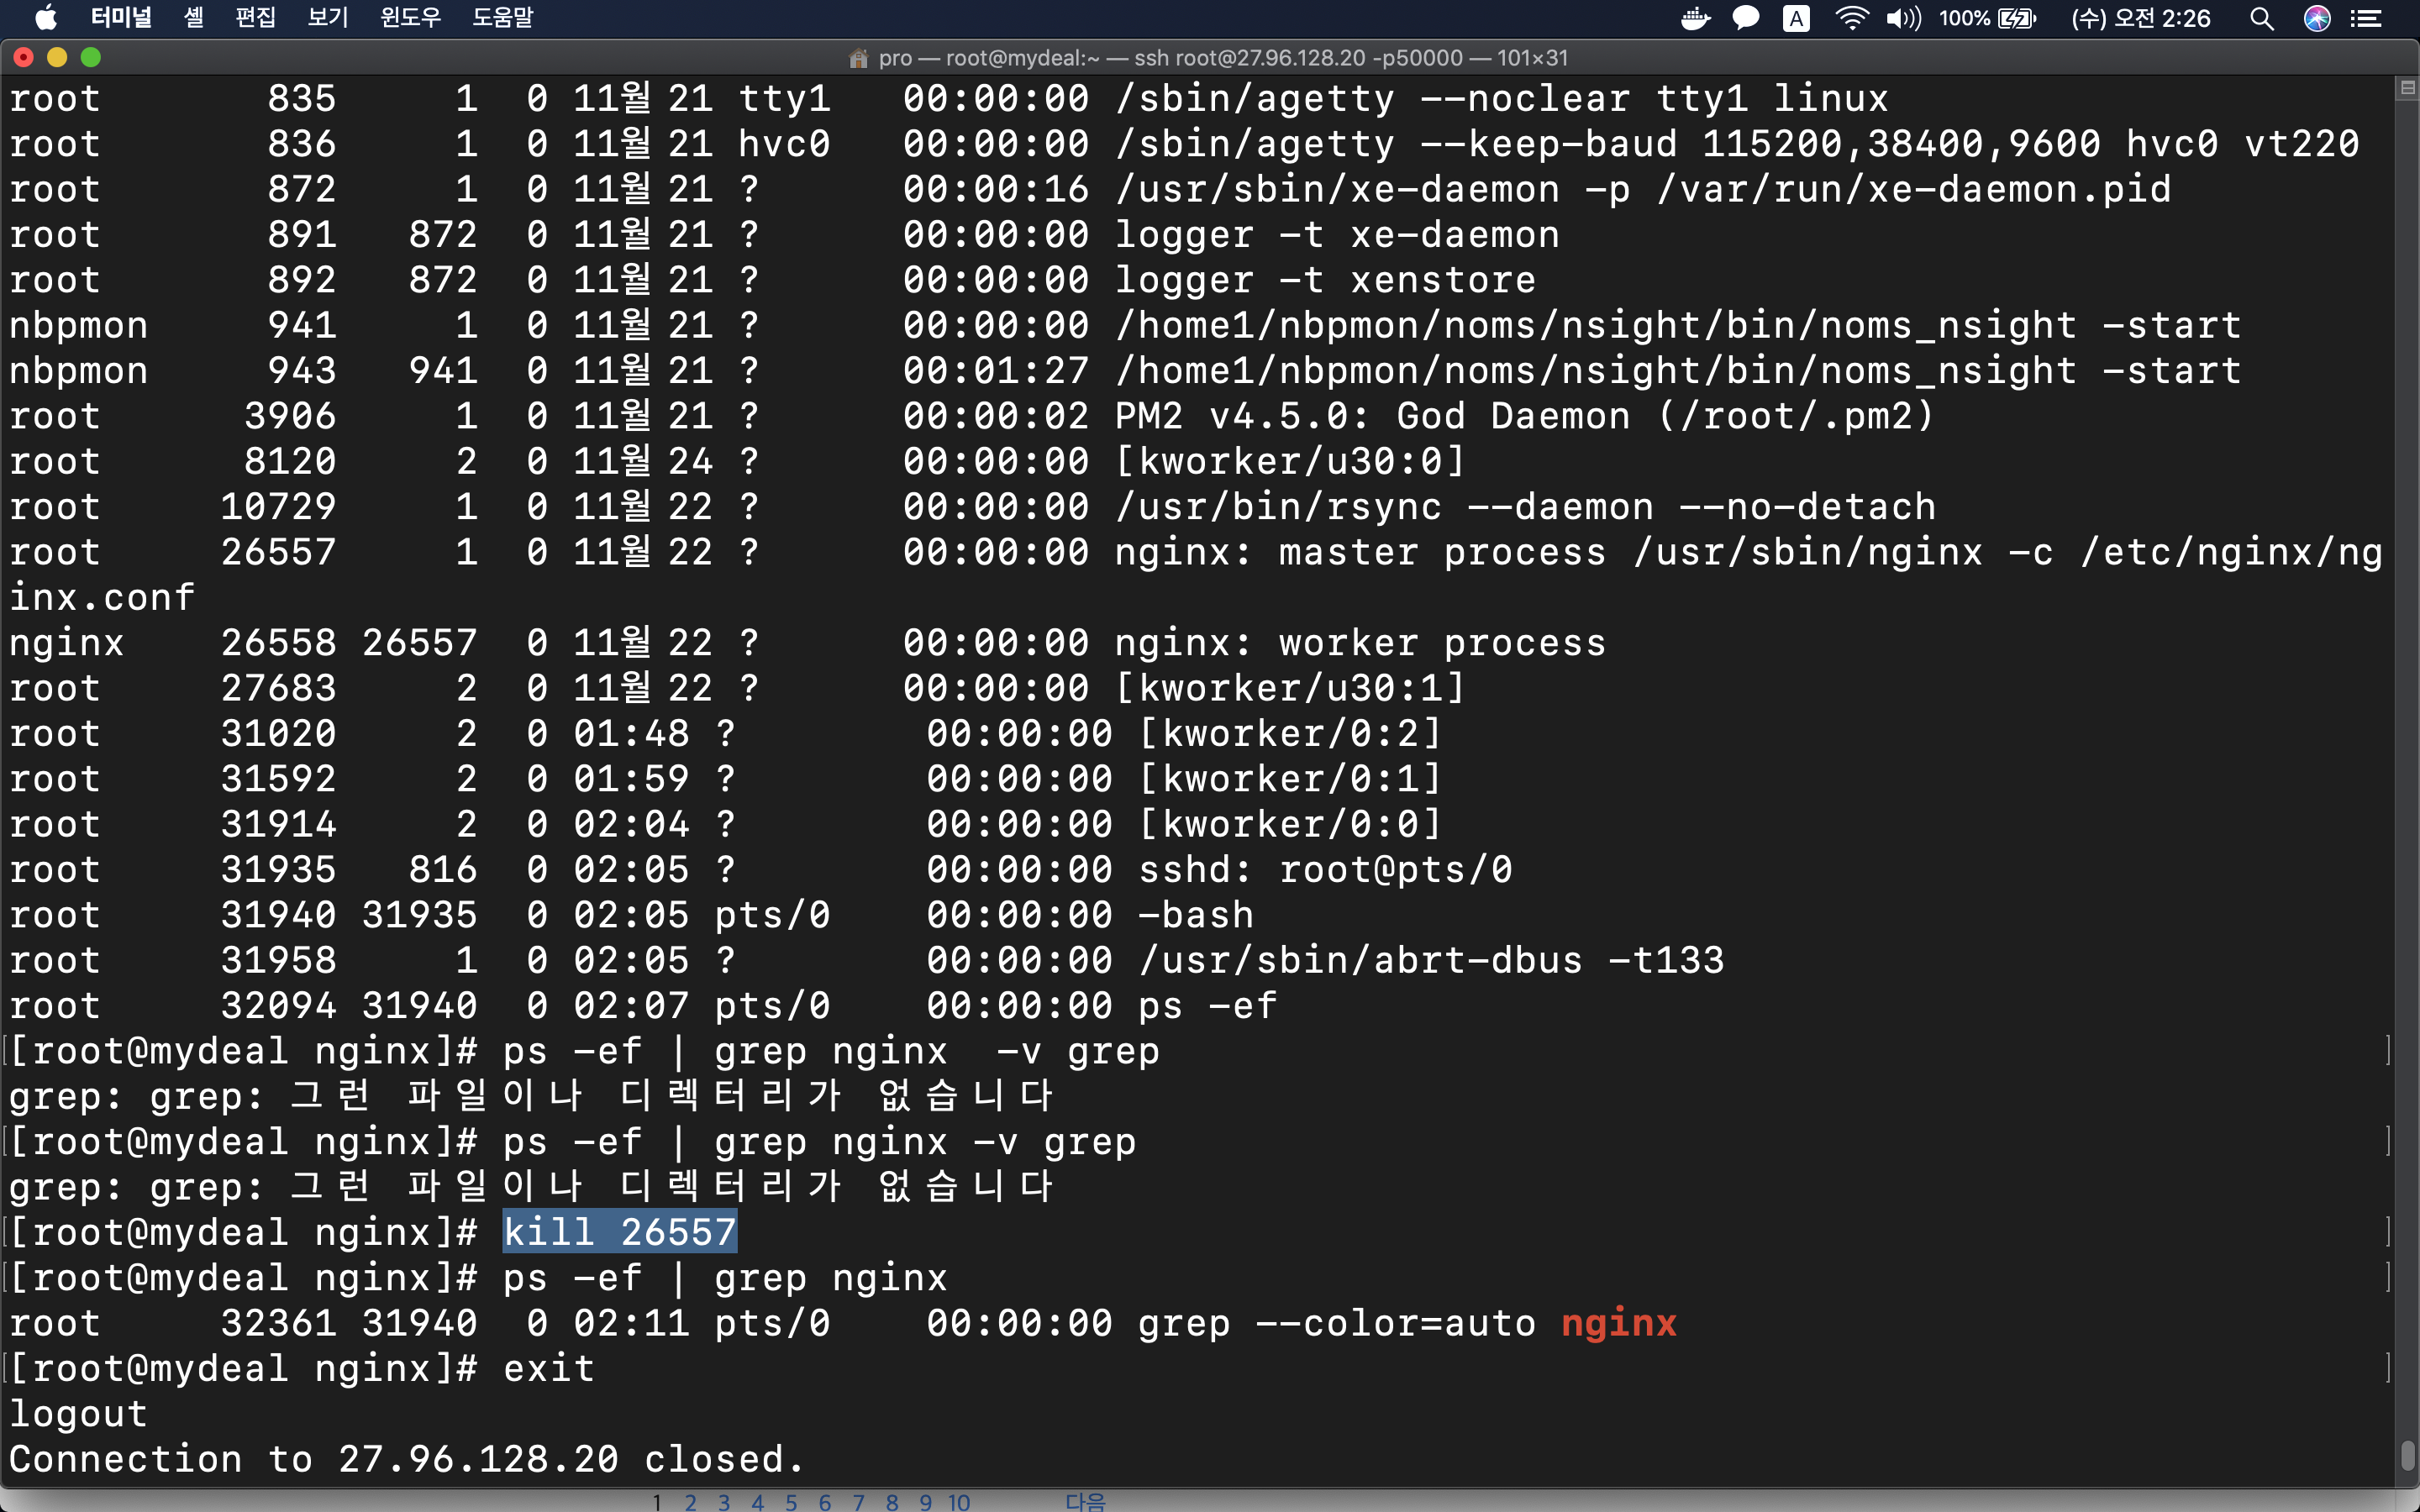 터미널 셸 편집 보기 윈도우 도움말 A 100% (수) 오전 2:26
pro — root@mydeal:~ — ssh root@27.96.128.20 -p50000 — 101×31
root 835 1 0 11월 21 tty1 00:00:00 /sbin/agetty --noclear tty1 linux
root 836 1 0 11월 21 hvc0 00:00:00 /sbin/agetty --keep-baud 115200,38400,9600 hvc0 vt220
root 872 1 0 11월 21 ? 00:00:16 /usr/sbin/xe-daemon -p /var/run/xe-daemon.pid
root 891 872 0 11월 21 ? 00:00:00 logger -t xe-daemon
root 892 872 0 11월 21 ? 00:00:00 logger -t xenstore
nbpmon 941 1 0 11월 21 ? 00:00:00 /home1/nbpmon/noms/nsight/bin/noms_nsight -start
nbpmon 943 941 0 11월 21 ? 00:01:27 /home1/nbpmon/noms/nsight/bin/noms_nsight -start
root 3906 1 0 11월 21 ? 00:00:02 PM2 v4.5.0: God Daemon (/root/.pm2)
root 8120 2 0 11월 24 ? 00:00:00 [kworker/u30:0]
root 10729 1 0 11월 22 ? 00:00:00 /usr/bin/rsync --daemon --no-detach
root 26557 1 0 11월 22 ? 00:00:00 nginx: master process /usr/sbin/nginx -c /etc/nginx/ng
inx.conf
nginx 26558 26557 0 11월 22 ? 00:00:00 nginx: worker process
root 27683 2 0 11월 22 ? 00:00:00 [kworker/u30:1]
root 31020 2 0 01:48 ? 00:00:00 [kworker/0:2]
root 31592 2 0 01:59 ? 00:00:00 [kworker/0:1]
root 31914 2 0 02:04 ? 00:00:00 [kworker/0:0]
root 31935 816 0 02:05 ? 00:00:00 sshd: root@pts/0
root 31940 31935 0 02:05 pts/0 00:00:00 -bash
root 31958 1 0 02:05 ? 00:00:00 /usr/sbin/abrt-dbus -t133
root 32094 31940 0 02:07 pts/0 00:00:00 ps -ef
[[root@mydeal nginx]# ps -ef | grep nginx  -v grep ]
grep: grep: 그런 파일이나 디렉터리가 없습니다
[[root@mydeal nginx]# ps -ef | grep nginx -v grep ]
grep: grep: 그런 파일이나 디렉터리가 없습니다
[[root@mydeal nginx]# kill 26557 ]
[[root@mydeal nginx]# ps -ef | grep nginx ]
root 32361 31940 0 02:11 pts/0 00:00:00 grep --color=auto nginx
[[root@mydeal nginx]# exit ]
logout
Connection to 27.96.128.20 closed.
1 2 3 4 5 6 7 8 9 10 다음